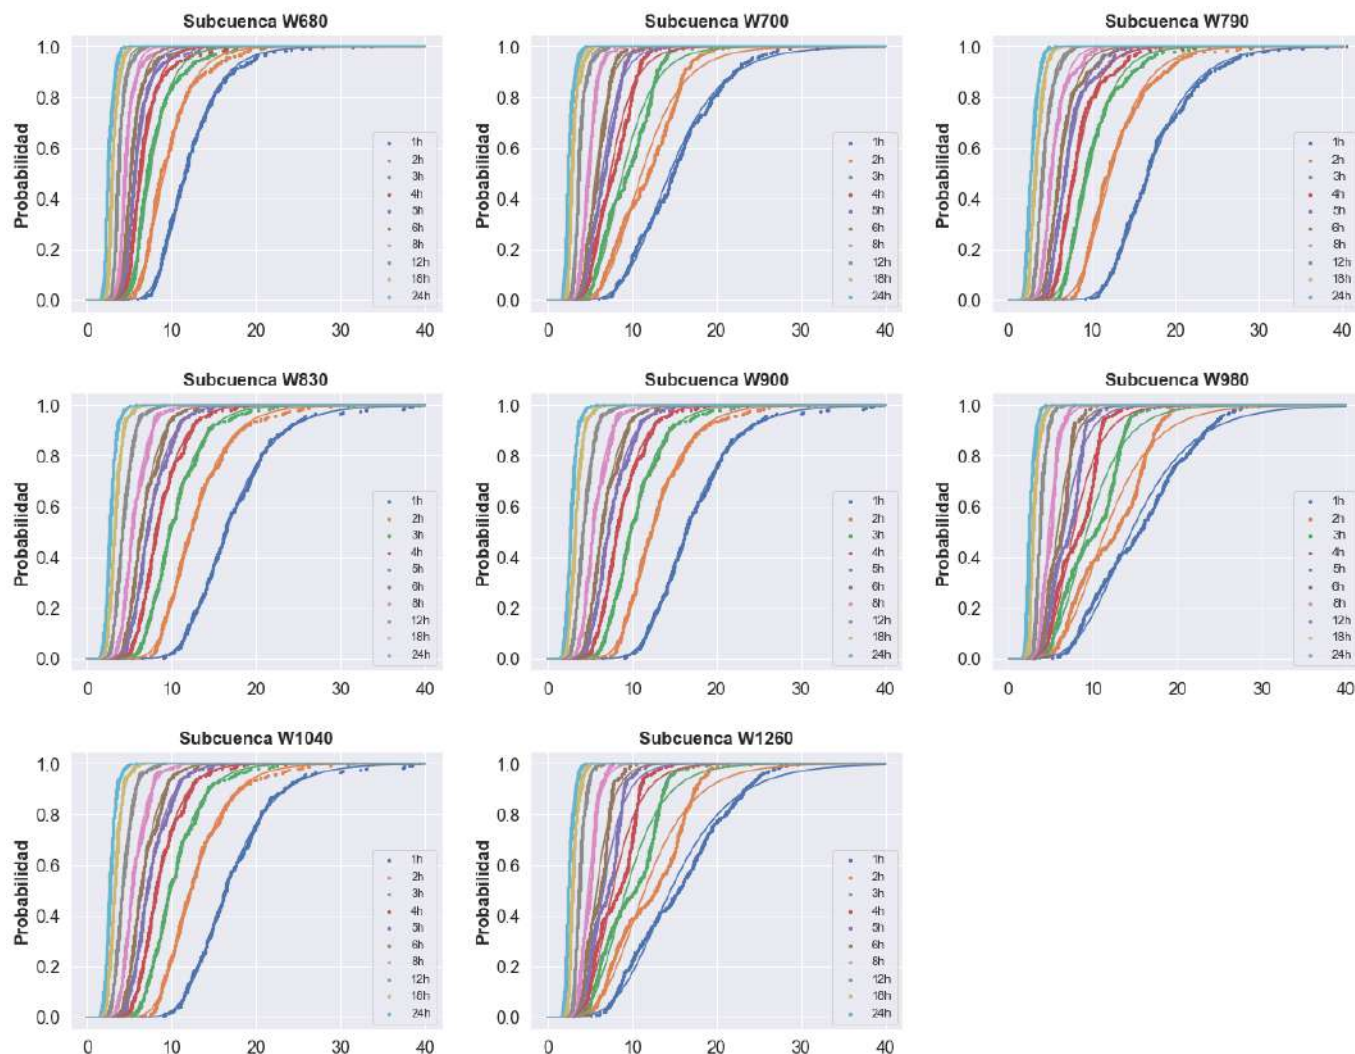 Subcuenca W680
Subcuenca W700
Subcuenca W790
Probabilidad
1.0
0.8
0.6
0.4
0.2
0.0
0
10
20
30
40
1h
2h
3h
4h
5h
6h
8h
12h
18h
24h
Probabilidad
1.0
0.8
0.6
0.4
0.2
0.0
0
10
20
30
40
1h
2h
3h
4h
5h
6h
8h
12h
18h
24h
Probabilidad
1.0
0.8
0.6
0.4
0.2
0.0
0
10
20
30
40
1h
2h
3h
4h
5h
6h
8h
12h
18h
24h
Subcuenca W830
Subcuenca W900
Subcuenca W980
Probabilidad
1.0
0.8
0.6
0.4
0.2
0.0
0
10
20
30
40
1h
2h
3h
4h
5h
6h
8h
12h
18h
24h
Probabilidad
1.0
0.8
0.6
0.4
0.2
0.0
0
10
20
30
40
1h
2h
3h
4h
5h
6h
8h
12h
18h
24h
Probabilidad
1.0
0.8
0.6
0.4
0.2
0.0
0
10
20
30
40
1h
2h
3h
4h
5h
6h
8h
12h
18h
24h
Subcuenca W1040
Subcuenca W1260
Probabilidad
1.0
0.8
0.6
0.4
0.2
0.0
0
10
20
30
40
1h
2h
3h
4h
5h
6h
8h
12h
18h
24h
Probabilidad
1.0
0.8
0.6
0.4
0.2
0.0
0
10
20
30
40
1h
2h
3h
4h
5h
6h
8h
12h
18h
24h